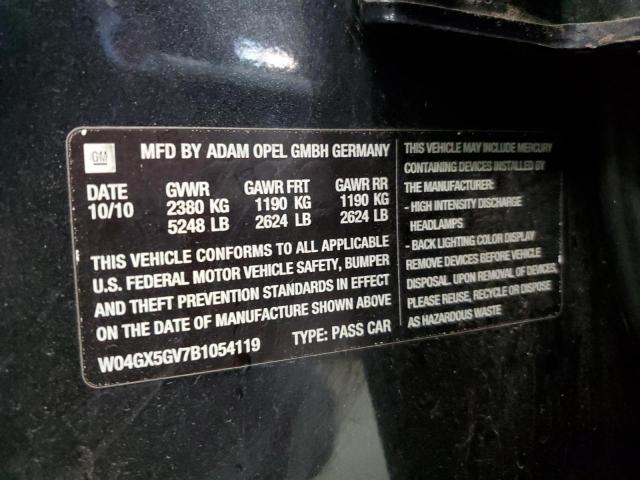 GM
MFD BY ADAM OPEL GMBH GERMANY
DATE GVWR GAWR FRT GAWR RR
10/10 2380 KG 1190 KG 1190 KG
5248 LB 2624 LB 2624 LB
THIS VEHICLE CONFORMS TO ALL APPLICABLE
U.S. FEDERAL MOTOR VEHICLE SAFETY, BUMPER
AND THEFT PREVENTION STANDARDS IN EFFECT
ON THE DATE OF MANUFACTURE SHOWN ABOVE
W04GX5GV7B1054119 TYPE: PASS CAR
THIS VEHICLE MAY INCLUDE MERCURY
CONTAINING DEVICES INSTALLED BY
THE MANUFACTURER:
- HIGH INTENSITY DISCHARGE
HEADLAMPS
- BACK LIGHTING COLOR DISPLAY
REMOVE DEVICES BEFORE VEHICLE
DISPOSAL. UPON REMOVAL OF DEVICES,
PLEASE REUSE, RECYCLE OR DISPOSE
AS HAZARDOUS WASTE